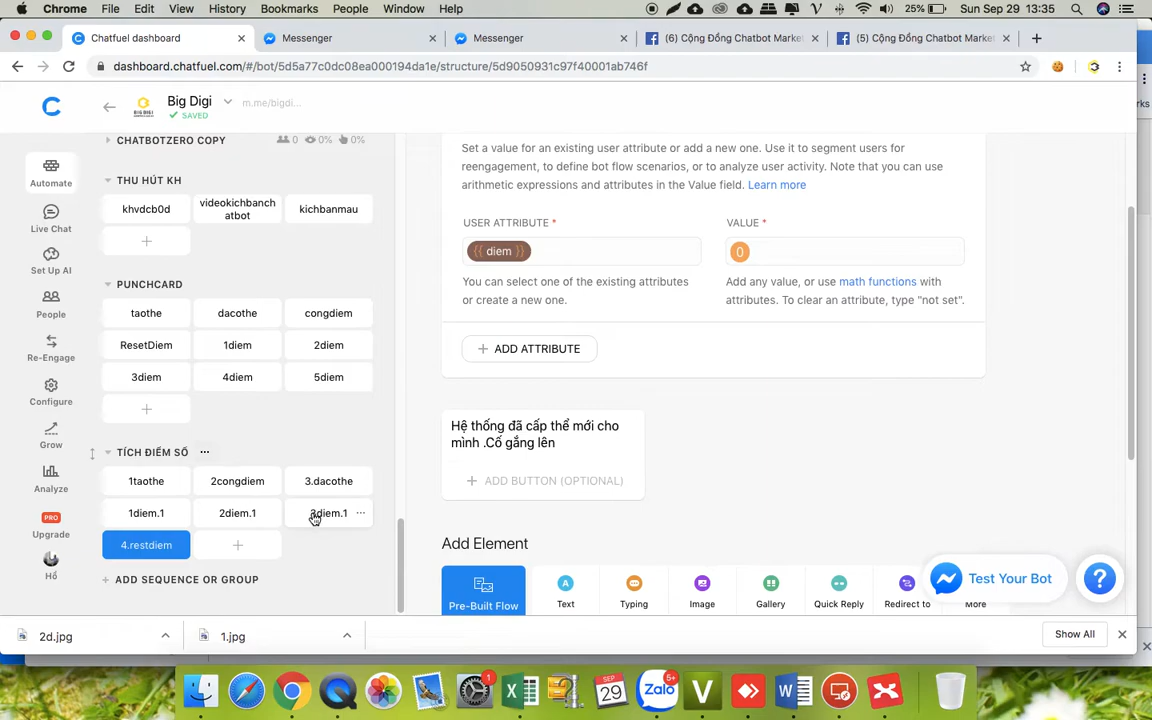 Chrome File Edit View History Bookmarks People Window Help 25% Sun Sep 29 13:35
Chatfuel dashboard Messenger Messenger (6) Cộng Đồng Chatbot Market (5) Cộng Đồng Chatbot Market
dashboard.chatfuel.com/#/bot/5d5a77c0dc08ea000194da1e/structure/5d9050931c97f40001ab746f
Big Digi m.me/bigdi...
SAVED
CHATBOTZERO COPY 0 0% 0%
Automate
Live Chat
Set Up AI
People
Re-Engage
Configure
Grow
Analyze
PRO
Upgrade
Hồ
THU HÚT KH
khvdcb0d videokichbanch atbot kichbanmau
PUNCHCARD
taothe dacothe congdiem
ResetDiem 1diem 2diem
3diem 4diem 5diem
TÍCH ĐIỂM SỐ ...
1taothe 2congdiem 3.dacothe
1diem.1 2diem.1 3diem.1 ...
4.restdiem
ADD SEQUENCE OR GROUP
Set a value for an existing user attribute or add a new one. Use it to segment users for
reengagement, to define bot flow scenarios, or to analyze user activity. Note that you can use
arithmetic expressions and attributes in the Value field. Learn more
USER ATTRIBUTE * VALUE *
{{ diem }} 0
You can select one of the existing attributes
or create a new one.
Add any value, or use math functions with
attributes. To clear an attribute, type "not set".
+ ADD ATTRIBUTE
Hệ thống đã cấp thể mới cho
mình .Cố gắng lên
+ ADD BUTTON (OPTIONAL)
Add Element
Pre-Built Flow Text Typing Image Gallery Quick Reply Redirect to More
Test Your Bot ?
2d.jpg 1.jpg Show All
SEP
29
1
Zalo
5+